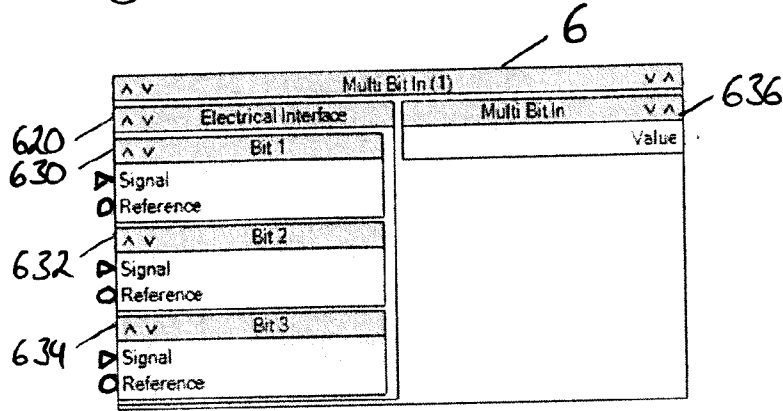 6
Multi Bit In (1)
636
620
Electrical Interface
Multi Bit In
630
Bit 1
Value
Signal
Reference
632
Bit 2
Signal
Reference
634
Bit 3
Signal
Reference